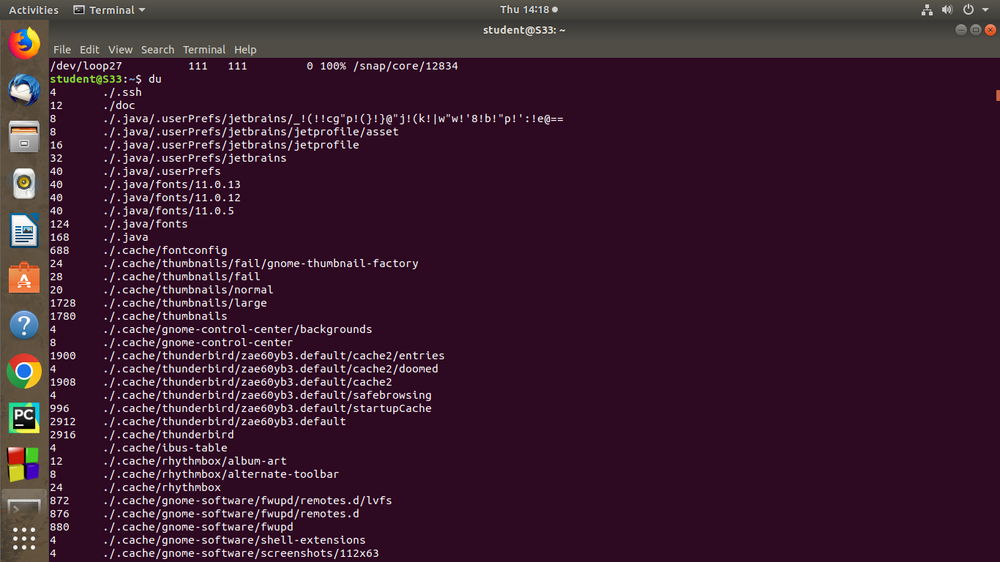 Activities Terminal Thu 14:18
student@S33: ~
File Edit View Search Terminal Help
/dev/loop27 111 111 0 100% /snap/core/12834
student@S33:~$ du
4 ./.ssh
12 ./doc
8 ./.java/.userPrefs/jetbrains/_!(!!cg"p!(}!}@"j!(k!|w"w!'8!b!"p!':!e@==
8 ./.java/.userPrefs/jetbrains/jetprofile/asset
16 ./.java/.userPrefs/jetbrains/jetprofile
32 ./.java/.userPrefs/jetbrains
40 ./.java/.userPrefs
40 ./.java/fonts/11.0.13
40 ./.java/fonts/11.0.12
40 ./.java/fonts/11.0.5
124 ./.java/fonts
168 ./.java
688 ./.cache/fontconfig
24 ./.cache/thumbnails/fail/gnome-thumbnail-factory
28 ./.cache/thumbnails/fail
20 ./.cache/thumbnails/normal
1728 ./.cache/thumbnails/large
1780 ./.cache/thumbnails
4 ./.cache/gnome-control-center/backgrounds
8 ./.cache/gnome-control-center
1900 ./.cache/thunderbird/zae60yb3.default/cache2/entries
4 ./.cache/thunderbird/zae60yb3.default/cache2/doomed
1908 ./.cache/thunderbird/zae60yb3.default/cache2
4 ./.cache/thunderbird/zae60yb3.default/safebrowsing
996 ./.cache/thunderbird/zae60yb3.default/startupCache
2912 ./.cache/thunderbird/zae60yb3.default
2916 ./.cache/thunderbird
4 ./.cache/ibus-table
12 ./.cache/rhythmbox/album-art
8 ./.cache/rhythmbox/alternate-toolbar
24 ./.cache/rhythmbox
872 ./.cache/gnome-software/fwupd/remotes.d/lvfs
876 ./.cache/gnome-software/fwupd/remotes.d
880 ./.cache/gnome-software/fwupd
4 ./.cache/gnome-software/shell-extensions
4 ./.cache/gnome-software/screenshots/112x63
PC